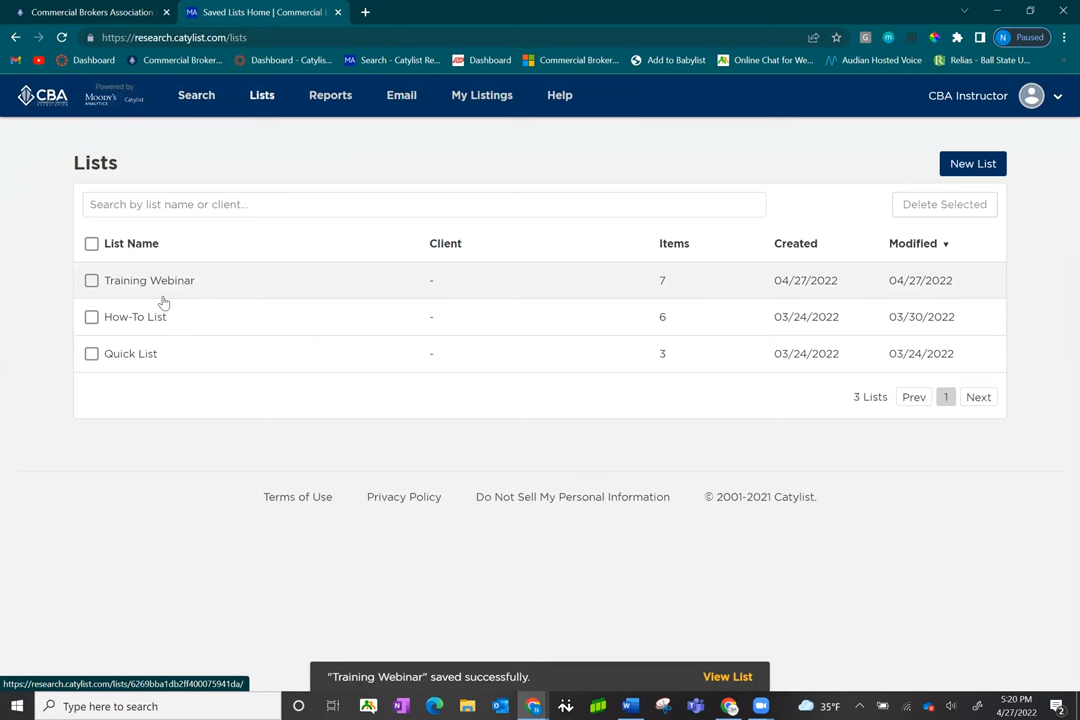 Commercial Brokers Association
Saved Lists Home | Commercial
https://research.catylist.com/lists
Paused
Dashboard
Commercial Broker...
Dashboard - Catylis...
Search - Catylist Re...
Dashboard
Commercial Broker...
Add to Babylist
Online Chat for We...
Audian Hosted Voice
Relias - Ball State U...
CBA
Powered by
Moody's
ANALYTICS
Catylist
Search
Lists
Reports
Email
My Listings
Help
CBA Instructor
Lists
New List
Search by list name or client...
Delete Selected
List Name Client Items Created Modified ▼
Training Webinar - 7 04/27/2022 04/27/2022
How-To List - 6 03/24/2022 03/30/2022
Quick List - 3 03/24/2022 03/24/2022
3 Lists Prev 1 Next
Terms of Use Privacy Policy Do Not Sell My Personal Information © 2001-2021 Catylist.
"Training Webinar" saved successfully. View List
https://research.catylist.com/lists/6269bba1db2ff400075941da/
Type here to search
35°F
5:20 PM
4/27/2022